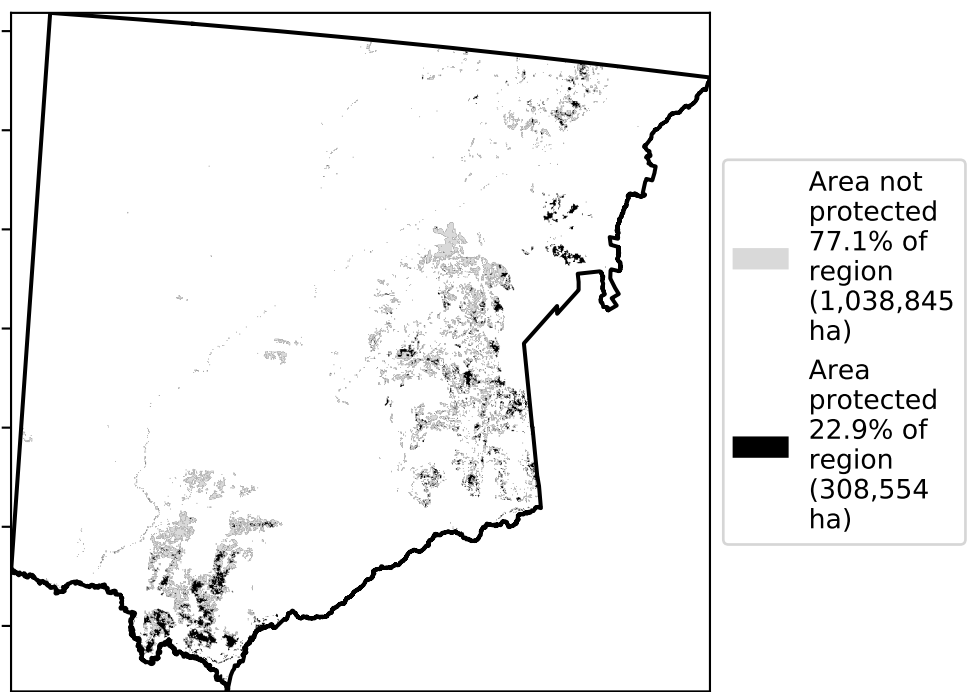 Area not
protected
77.1% of
region
(1,038,845
ha)
Area
protected
22.9% of
region
(308,554
ha)